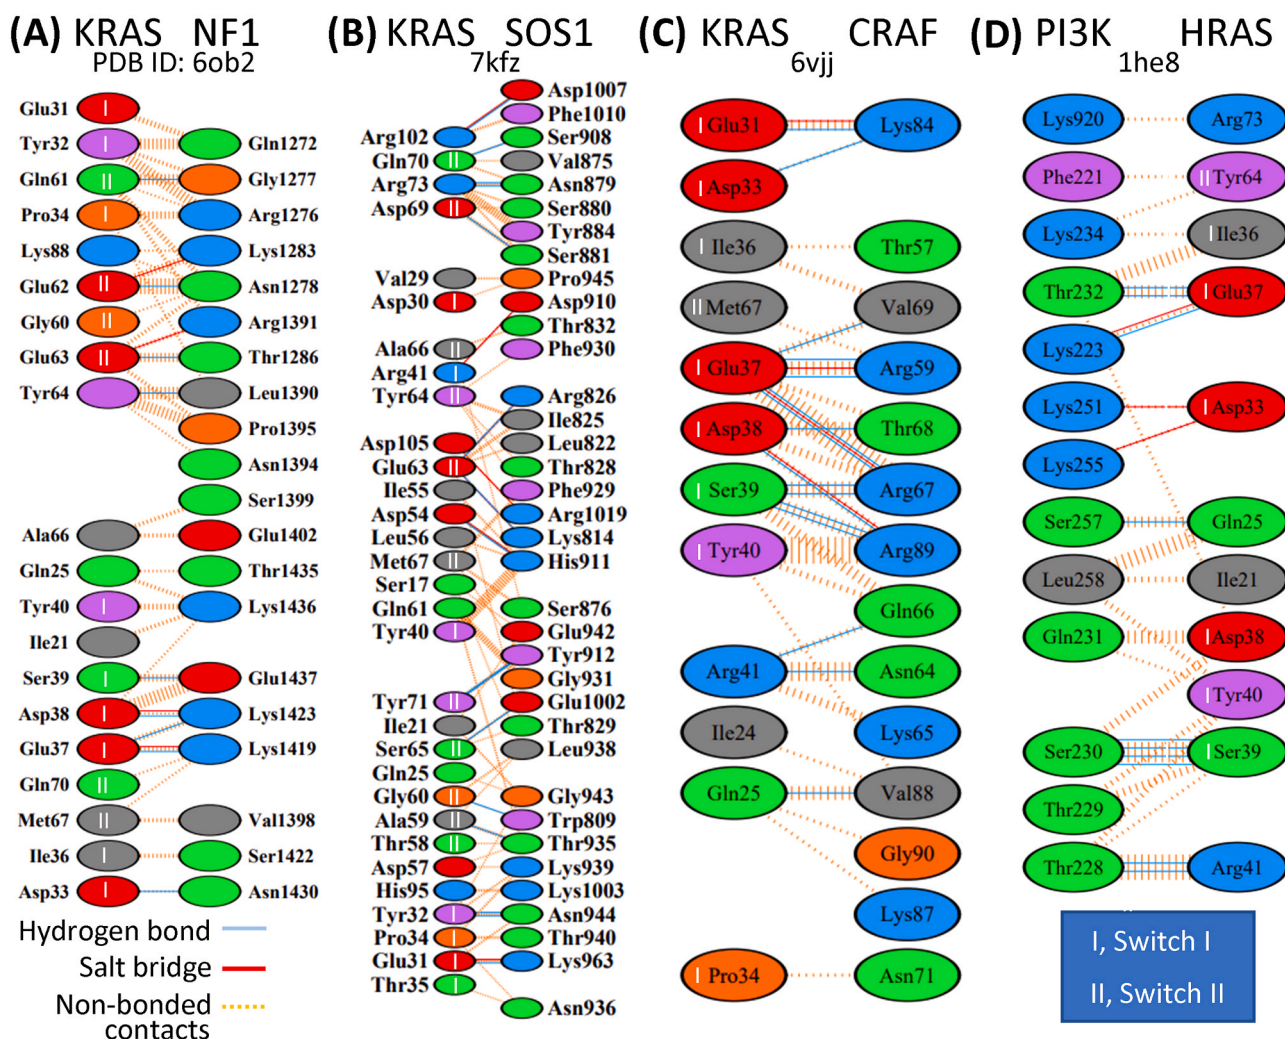 (A) KRAS NF1
PDB ID: 6ob2
Glu31
Tyr32 Gln1272
Gln61 Gly1277
Pro34 Arg1276
Lys88 Lys1283
Glu62 Asn1278
Gly60 Arg1391
Glu63 Thr1286
Tyr64 Leu1390
Pro1395
Asn1394
Ser1399
Ala66 Glu1402
Gln25 Thr1435
Tyr40 Lys1436
Ile21
Ser39 Glu1437
Asp38 Lys1423
Glu37 Lys1419
Gln70
Met67 Val1398
Ile36 Ser1422
Asp33 Asn1430
Hydrogen bond
Salt bridge
Non-bonded
contacts
(B) KRAS SOS1
7kfz
Asp1007
Phe1010
Arg102 Ser908
Gln70 Val875
Arg73 Asn879
Asp69 Ser880
Tyr884
Ser881
Val29 Pro945
Asp30 Asp910
Thr832
Ala66 Phe930
Arg41
Tyr64 Arg826
Ile825
Asp105 Leu822
Glu63 Thr828
Ile55 Phe929
Asp54 Arg1019
Leu56 Lys814
Met67 His911
Ser17
Gln61 Ser876
Tyr40 Glu942
Tyr912
Gly931
Tyr71 Glu1002
Ile21 Thr829
Ser65 Leu938
Gln25
Gly60 Gly943
Ala59 Trp809
Thr58 Thr935
Asp57 Lys939
His95 Lys1003
Tyr32 Asn944
Pro34 Thr940
Glu31 Lys963
Thr35
Asn936
(C) KRAS CRAF
6vjj
I Glu31 Lys84
I Asp33
I Ile36 Thr57
II Met67 Val69
I Glu37 Arg59
I Asp38 Thr68
I Ser39 Arg67
I Tyr40 Arg89
Gln66
Arg41 Asn64
Ile24 Lys65
Gln25 Val88
Gly90
Lys87
I Pro34 Asn71
(D) PI3K HRAS
1he8
Lys920 Arg73
Phe221 II Tyr64
Lys234 I Ile36
Thr232 I Glu37
Lys223
Lys251 I Asp33
Lys255
Ser257 Gln25
Leu258 Ile21
Gln231 I Asp38
I Tyr40
Ser230 I Ser39
Thr229
Thr228 Arg41
I, Switch I
II, Switch II